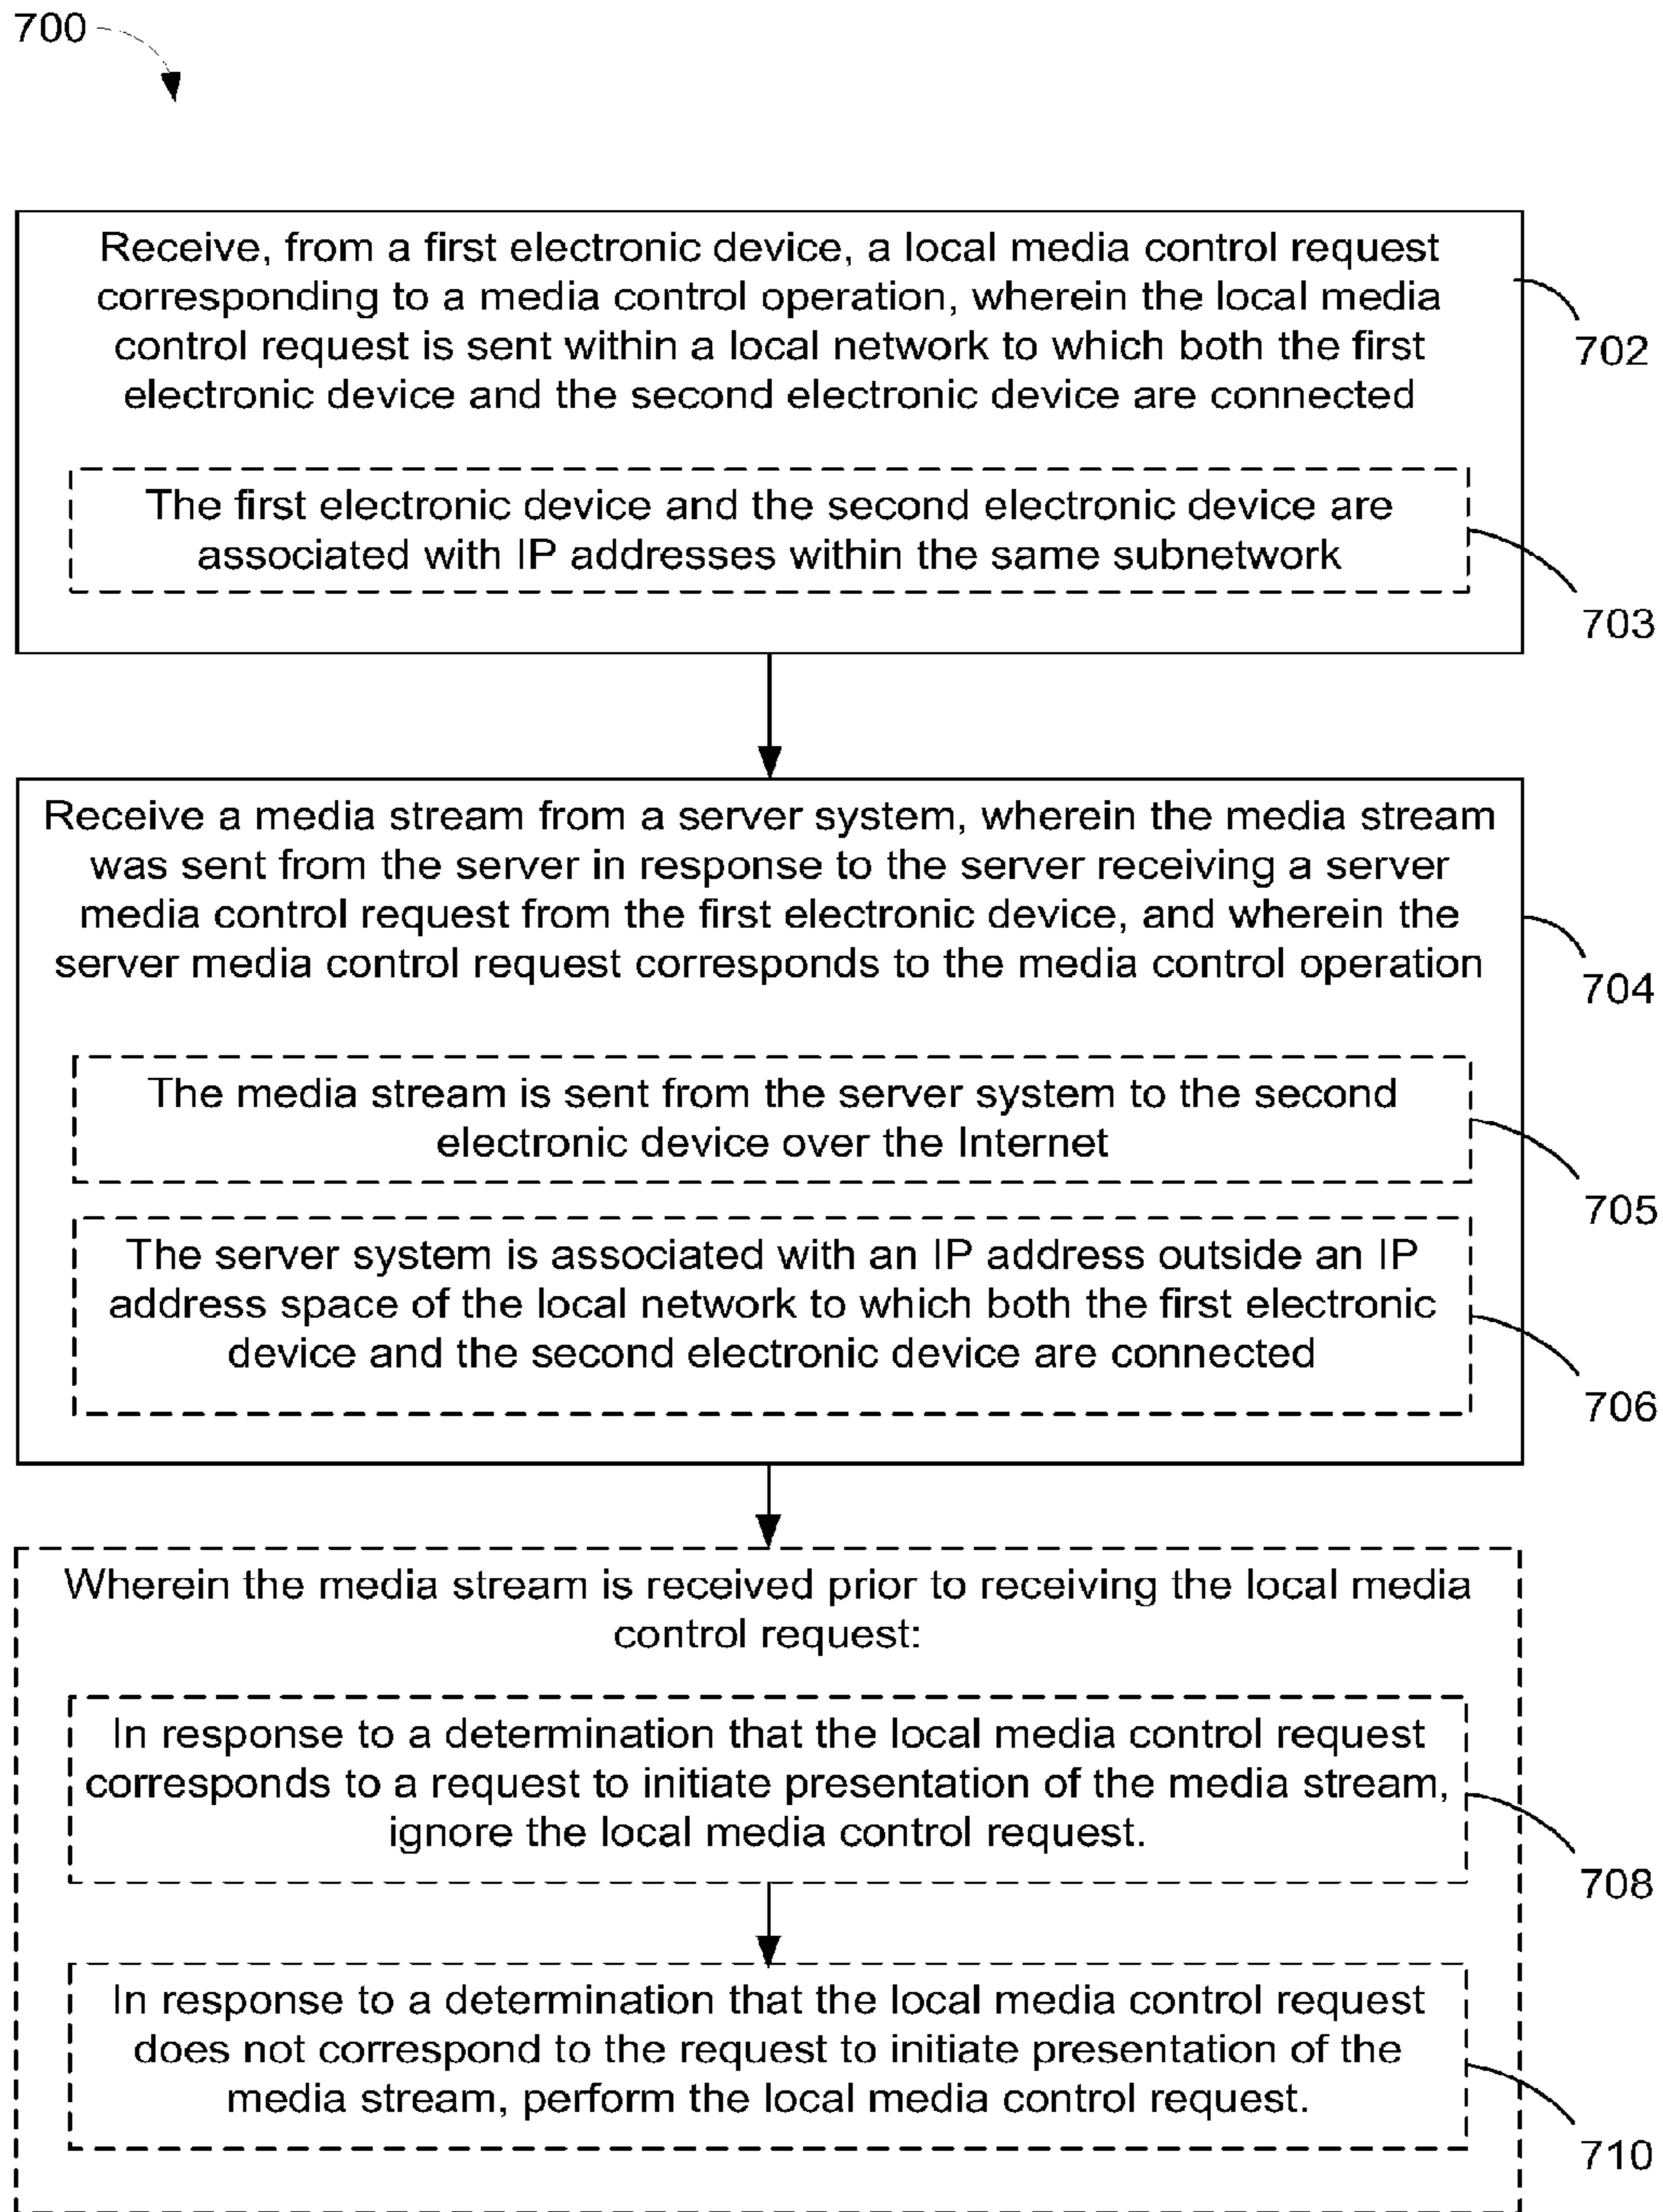 700
Receive, from a first electronic device, a local media control request
corresponding to a media control operation, wherein the local media
control request is sent within a local network to which both the first
electronic device and the second electronic device are connected
702
The first electronic device and the second electronic device are
associated with IP addresses within the same subnetwork
703
Receive a media stream from a server system, wherein the media stream
was sent from the server in response to the server receiving a server
media control request from the first electronic device, and wherein the
server media control request corresponds to the media control operation
704
The media stream is sent from the server system to the second
electronic device over the Internet
705
The server system is associated with an IP address outside an IP
address space of the local network to which both the first electronic
device and the second electronic device are connected
706
Wherein the media stream is received prior to receiving the local media
control request:
In response to a determination that the local media control request
corresponds to a request to initiate presentation of the media stream,
ignore the local media control request.
708
In response to a determination that the local media control request
does not correspond to the request to initiate presentation of the
media stream, perform the local media control request.
710